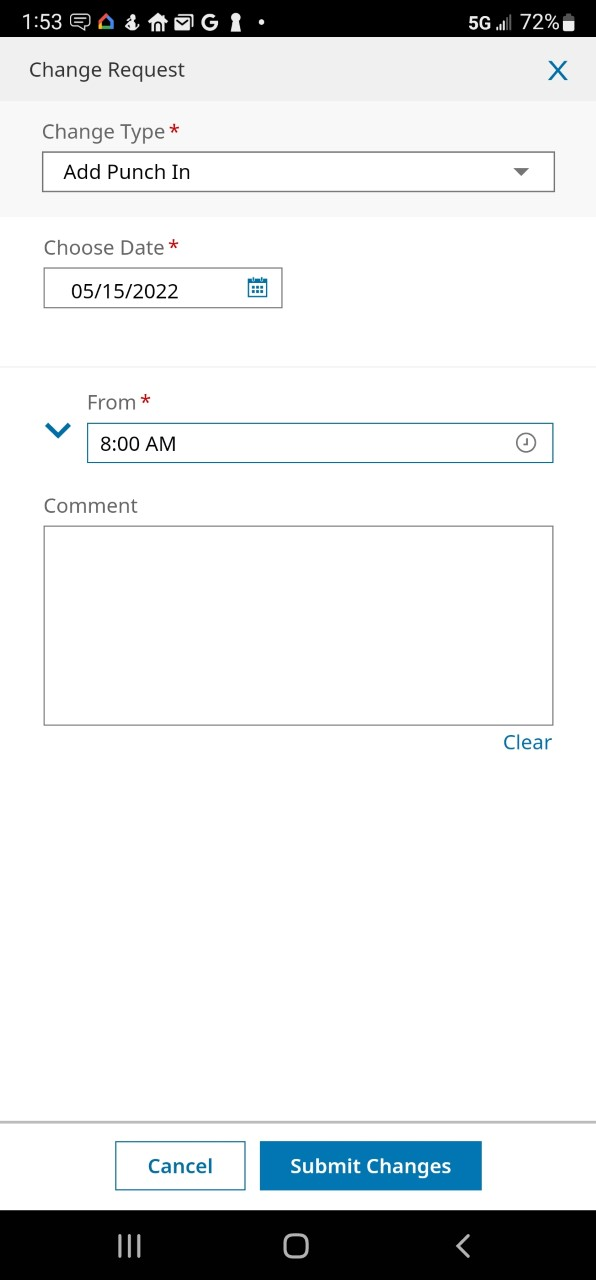 1:53 G 5G 72%
Change Request X
Change Type *
Add Punch In
Choose Date *
05/15/2022
From *
8:00 AM
Comment
Clear
Cancel Submit Changes